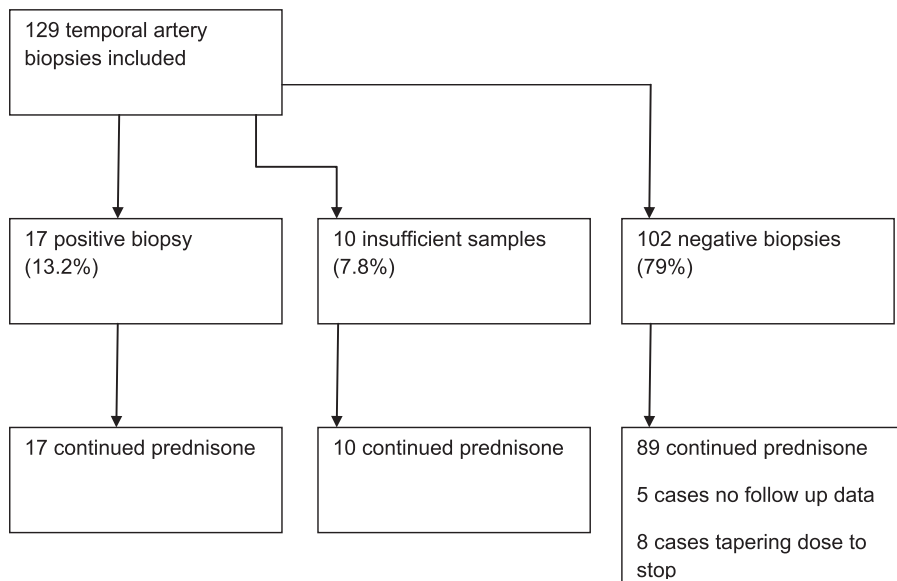 129 temporal artery
biopsies included
17 positive biopsy
(13.2%)
10 insufficient samples
(7.8%)
102 negative biopsies
(79%)
17 continued prednisone
10 continued prednisone
89 continued prednisone
5 cases no follow up data
8 cases tapering dose to
stop